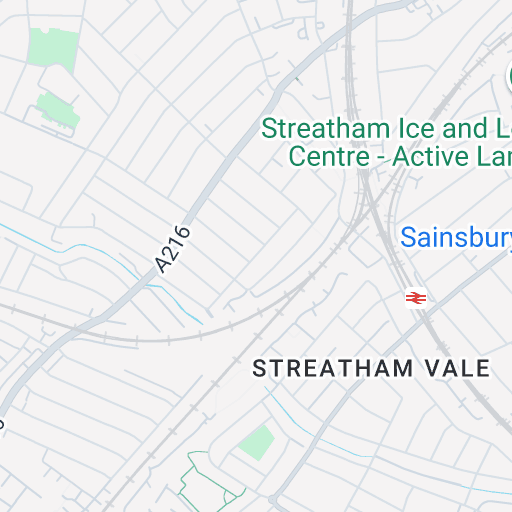 Streatham Ice and L
Centre - Active La
Sainsbury
A216
STREATHAM VALE